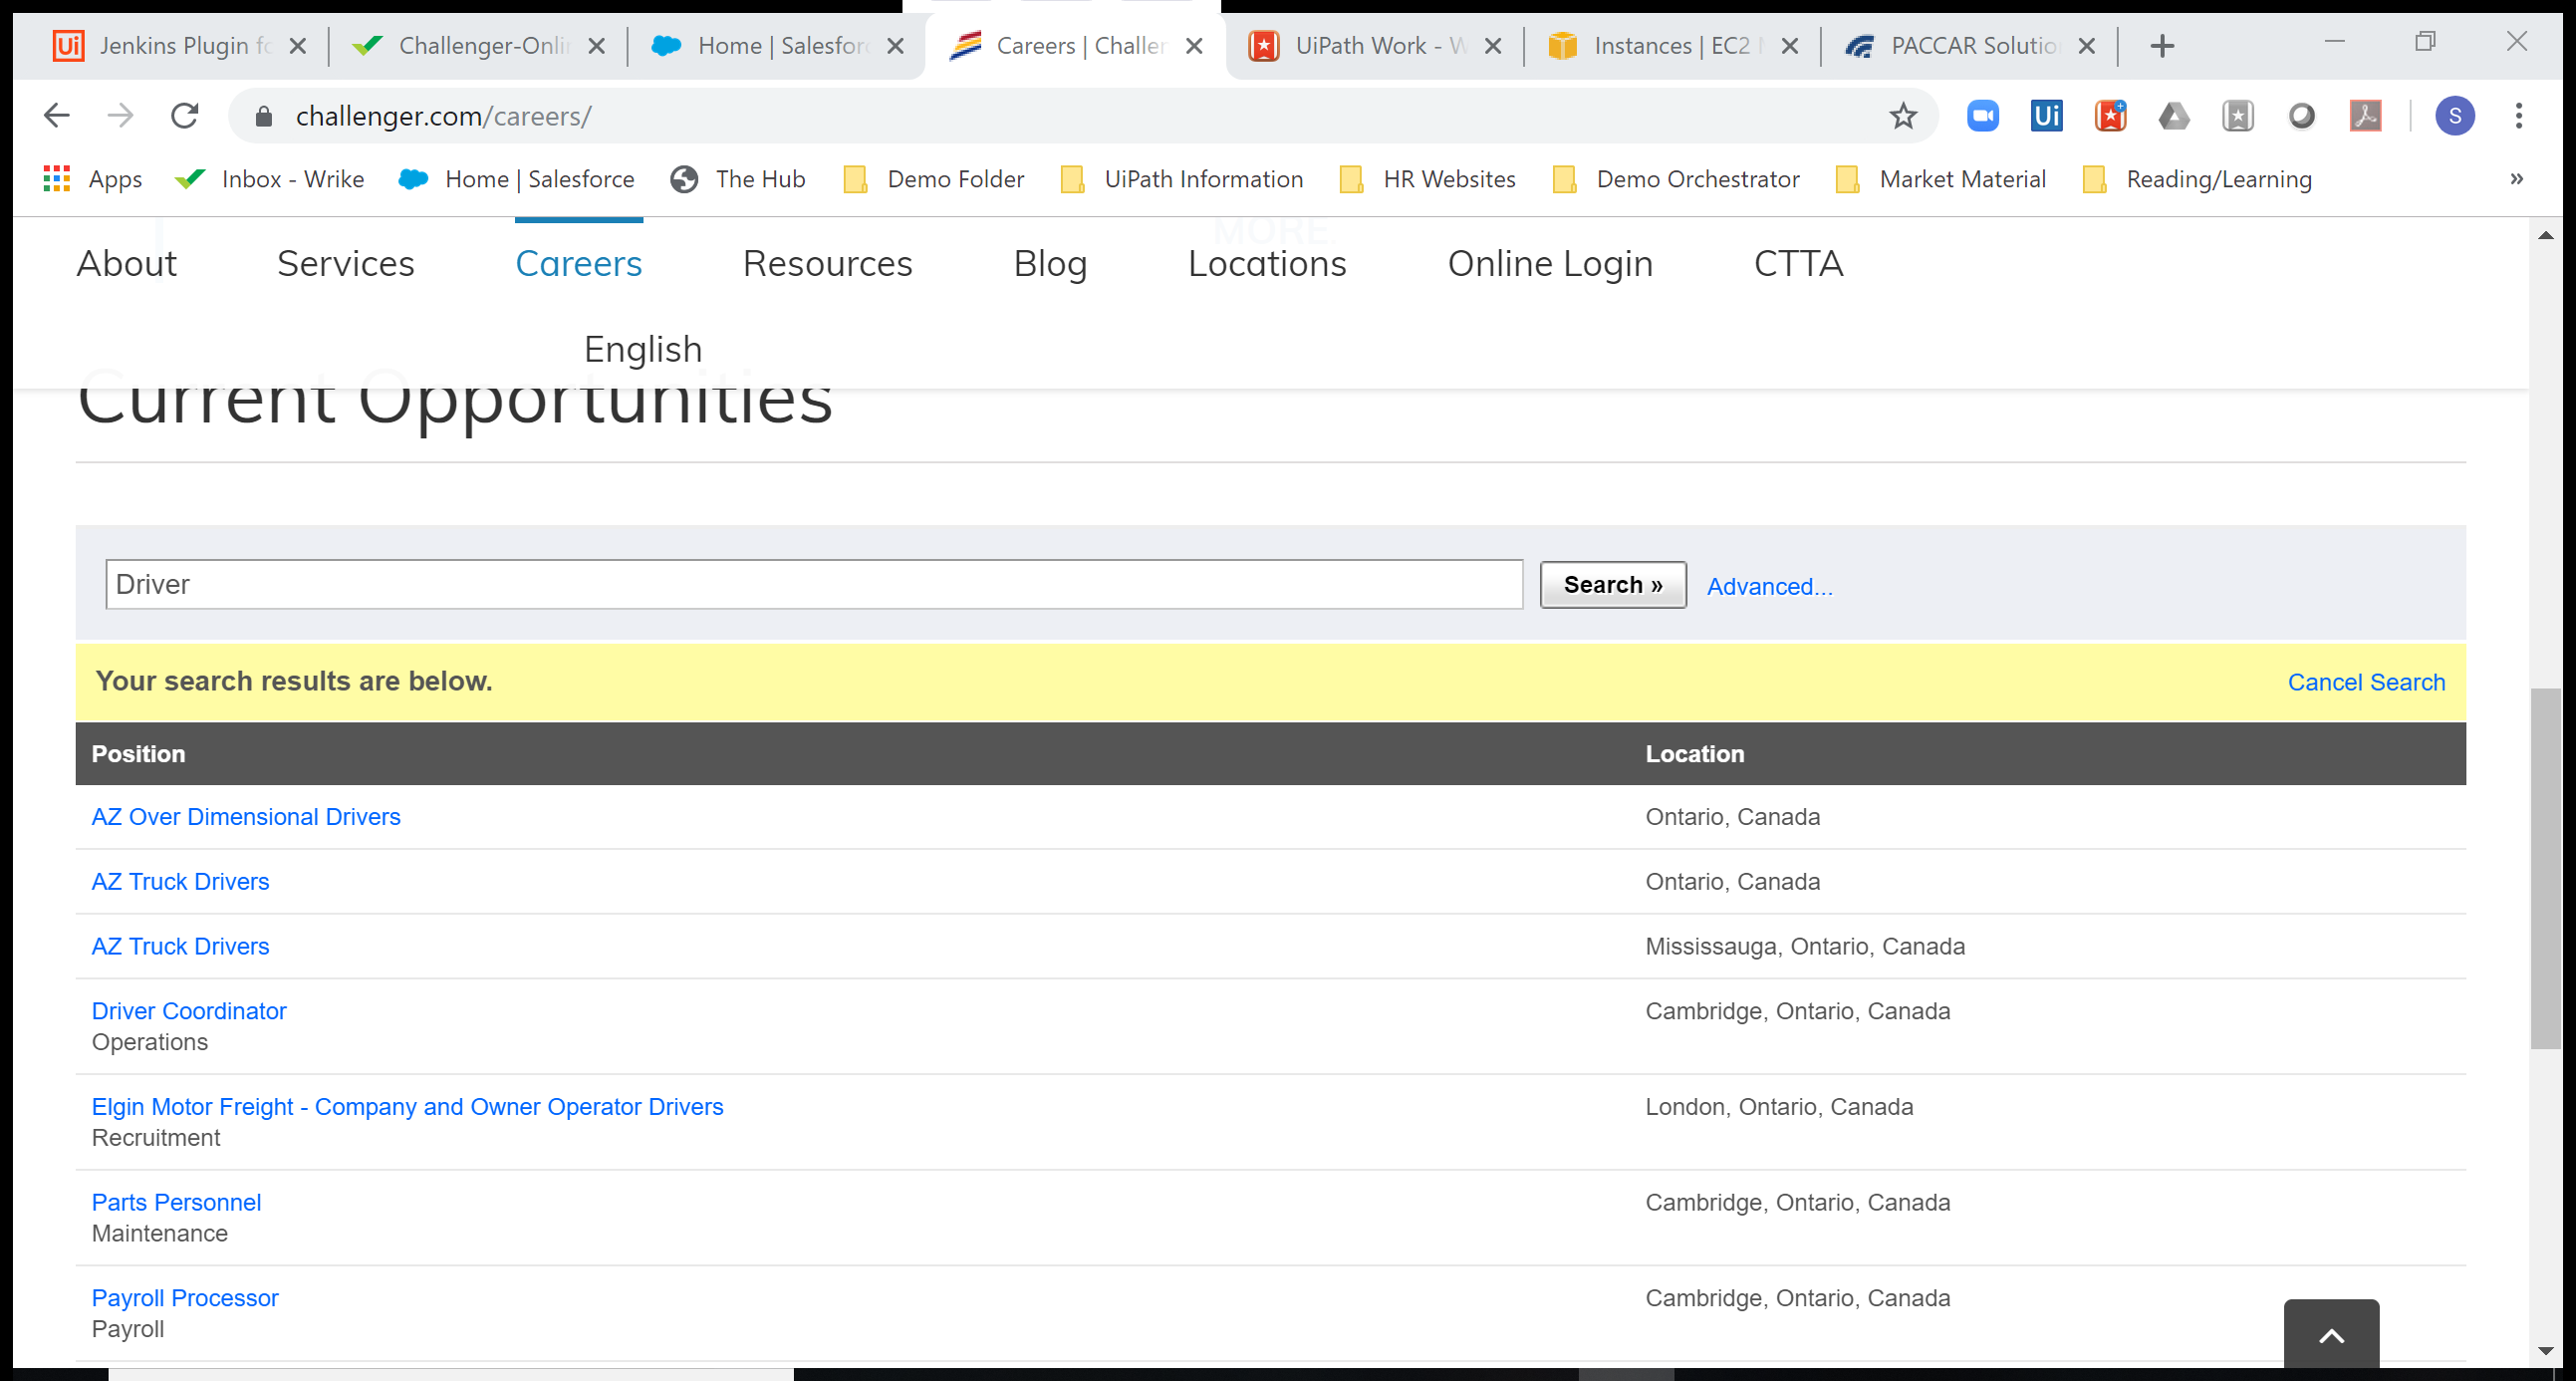 Jenkins Plugin fo
Challenger-Onli
Home | Salesforc
Careers | Challen
UiPath Work - W
Instances | EC2 M
PACCAR Solutio
challenger.com/careers/
Ui
S
Apps
Inbox - Wrike
Home | Salesforce
The Hub
Demo Folder
UiPath Information
HR Websites
Demo Orchestrator
Market Material
Reading/Learning
»
MORE.
About
Services
Careers
Resources
Blog
Locations
Online Login
CTTA
English
Current Opportunities
Driver
Search »
Advanced...
Your search results are below.
Cancel Search
Position
Location
AZ Over Dimensional Drivers
Ontario, Canada
AZ Truck Drivers
Ontario, Canada
AZ Truck Drivers
Mississauga, Ontario, Canada
Driver Coordinator
Operations
Cambridge, Ontario, Canada
Elgin Motor Freight - Company and Owner Operator Drivers
Recruitment
London, Ontario, Canada
Parts Personnel
Maintenance
Cambridge, Ontario, Canada
Payroll Processor
Payroll
Cambridge, Ontario, Canada